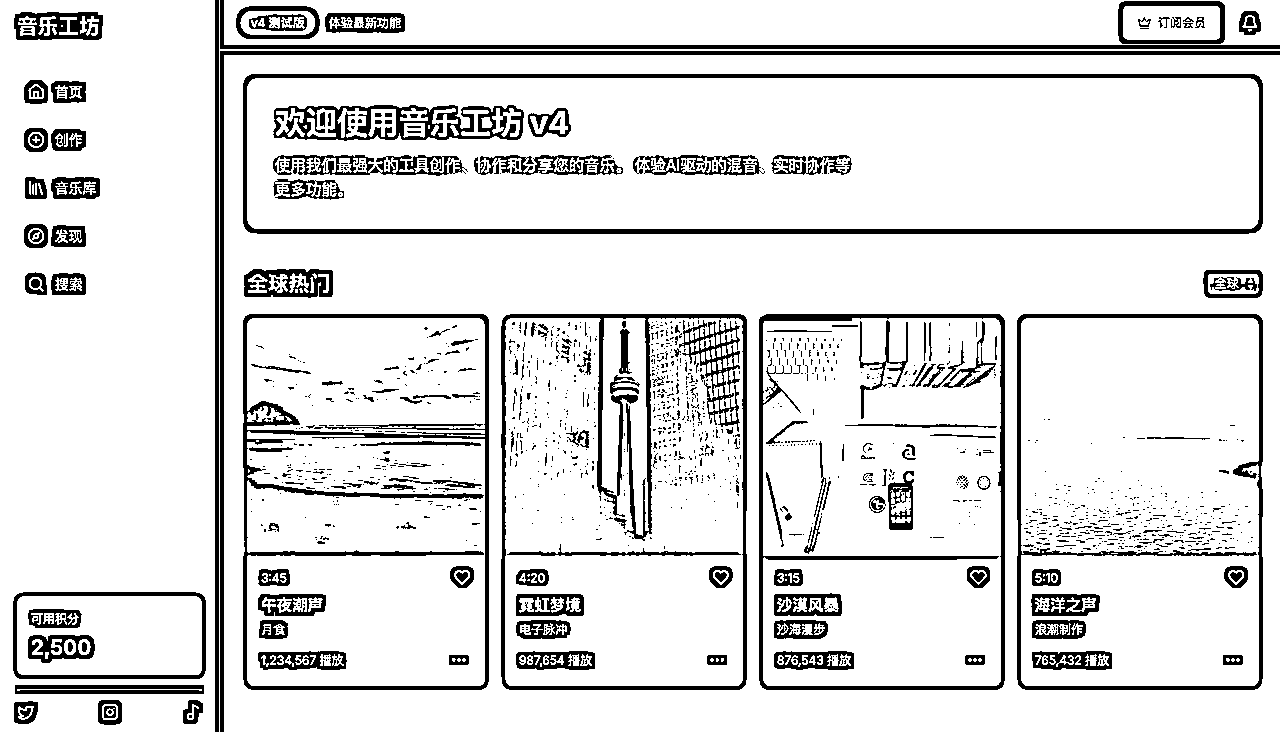 音乐工坊
首页
创作
音乐库
发现
搜索
可用积分
2,500
v4 测试版
体验最新功能
订阅会员
欢迎使用音乐工坊 v4
使用我们最强大的工具创作、协作和分享您的音乐。体验AI驱动的混音、实时协作等
更多功能。
全球热门
全球
3:45
午夜潮声
月食
1,234,567 播放
4:20
霓虹梦境
电子脉冲
987,654 播放
3:15
沙漠风暴
沙海漫步
876,543 播放
5:10
海洋之声
浪潮制作
765,432 播放